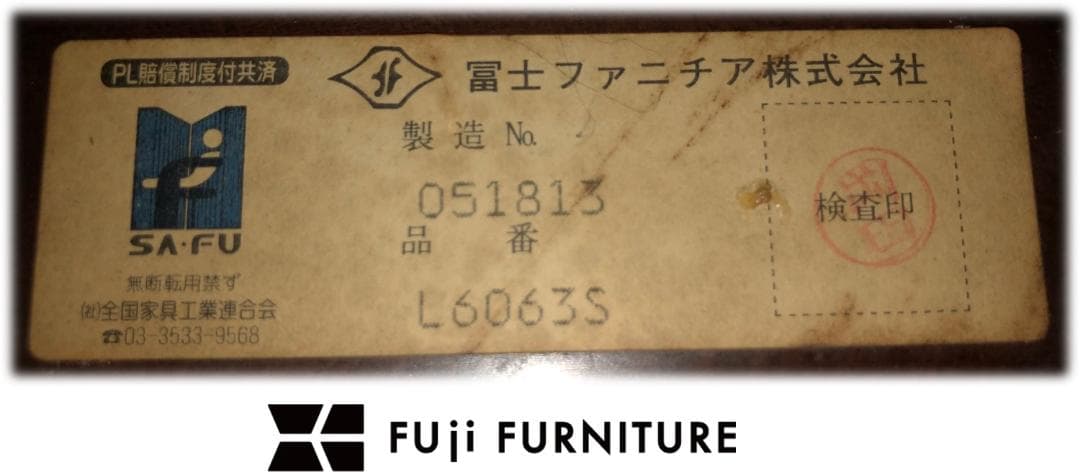 PL賠償制度付共済
冨士ファニチア株式会社
製造 No.
051813
品番
L6063S
検査印
SA·FU
無断転用禁ず
(社)全国家具工業連合会
☎03-3533-9568
FUJI FURNITURE